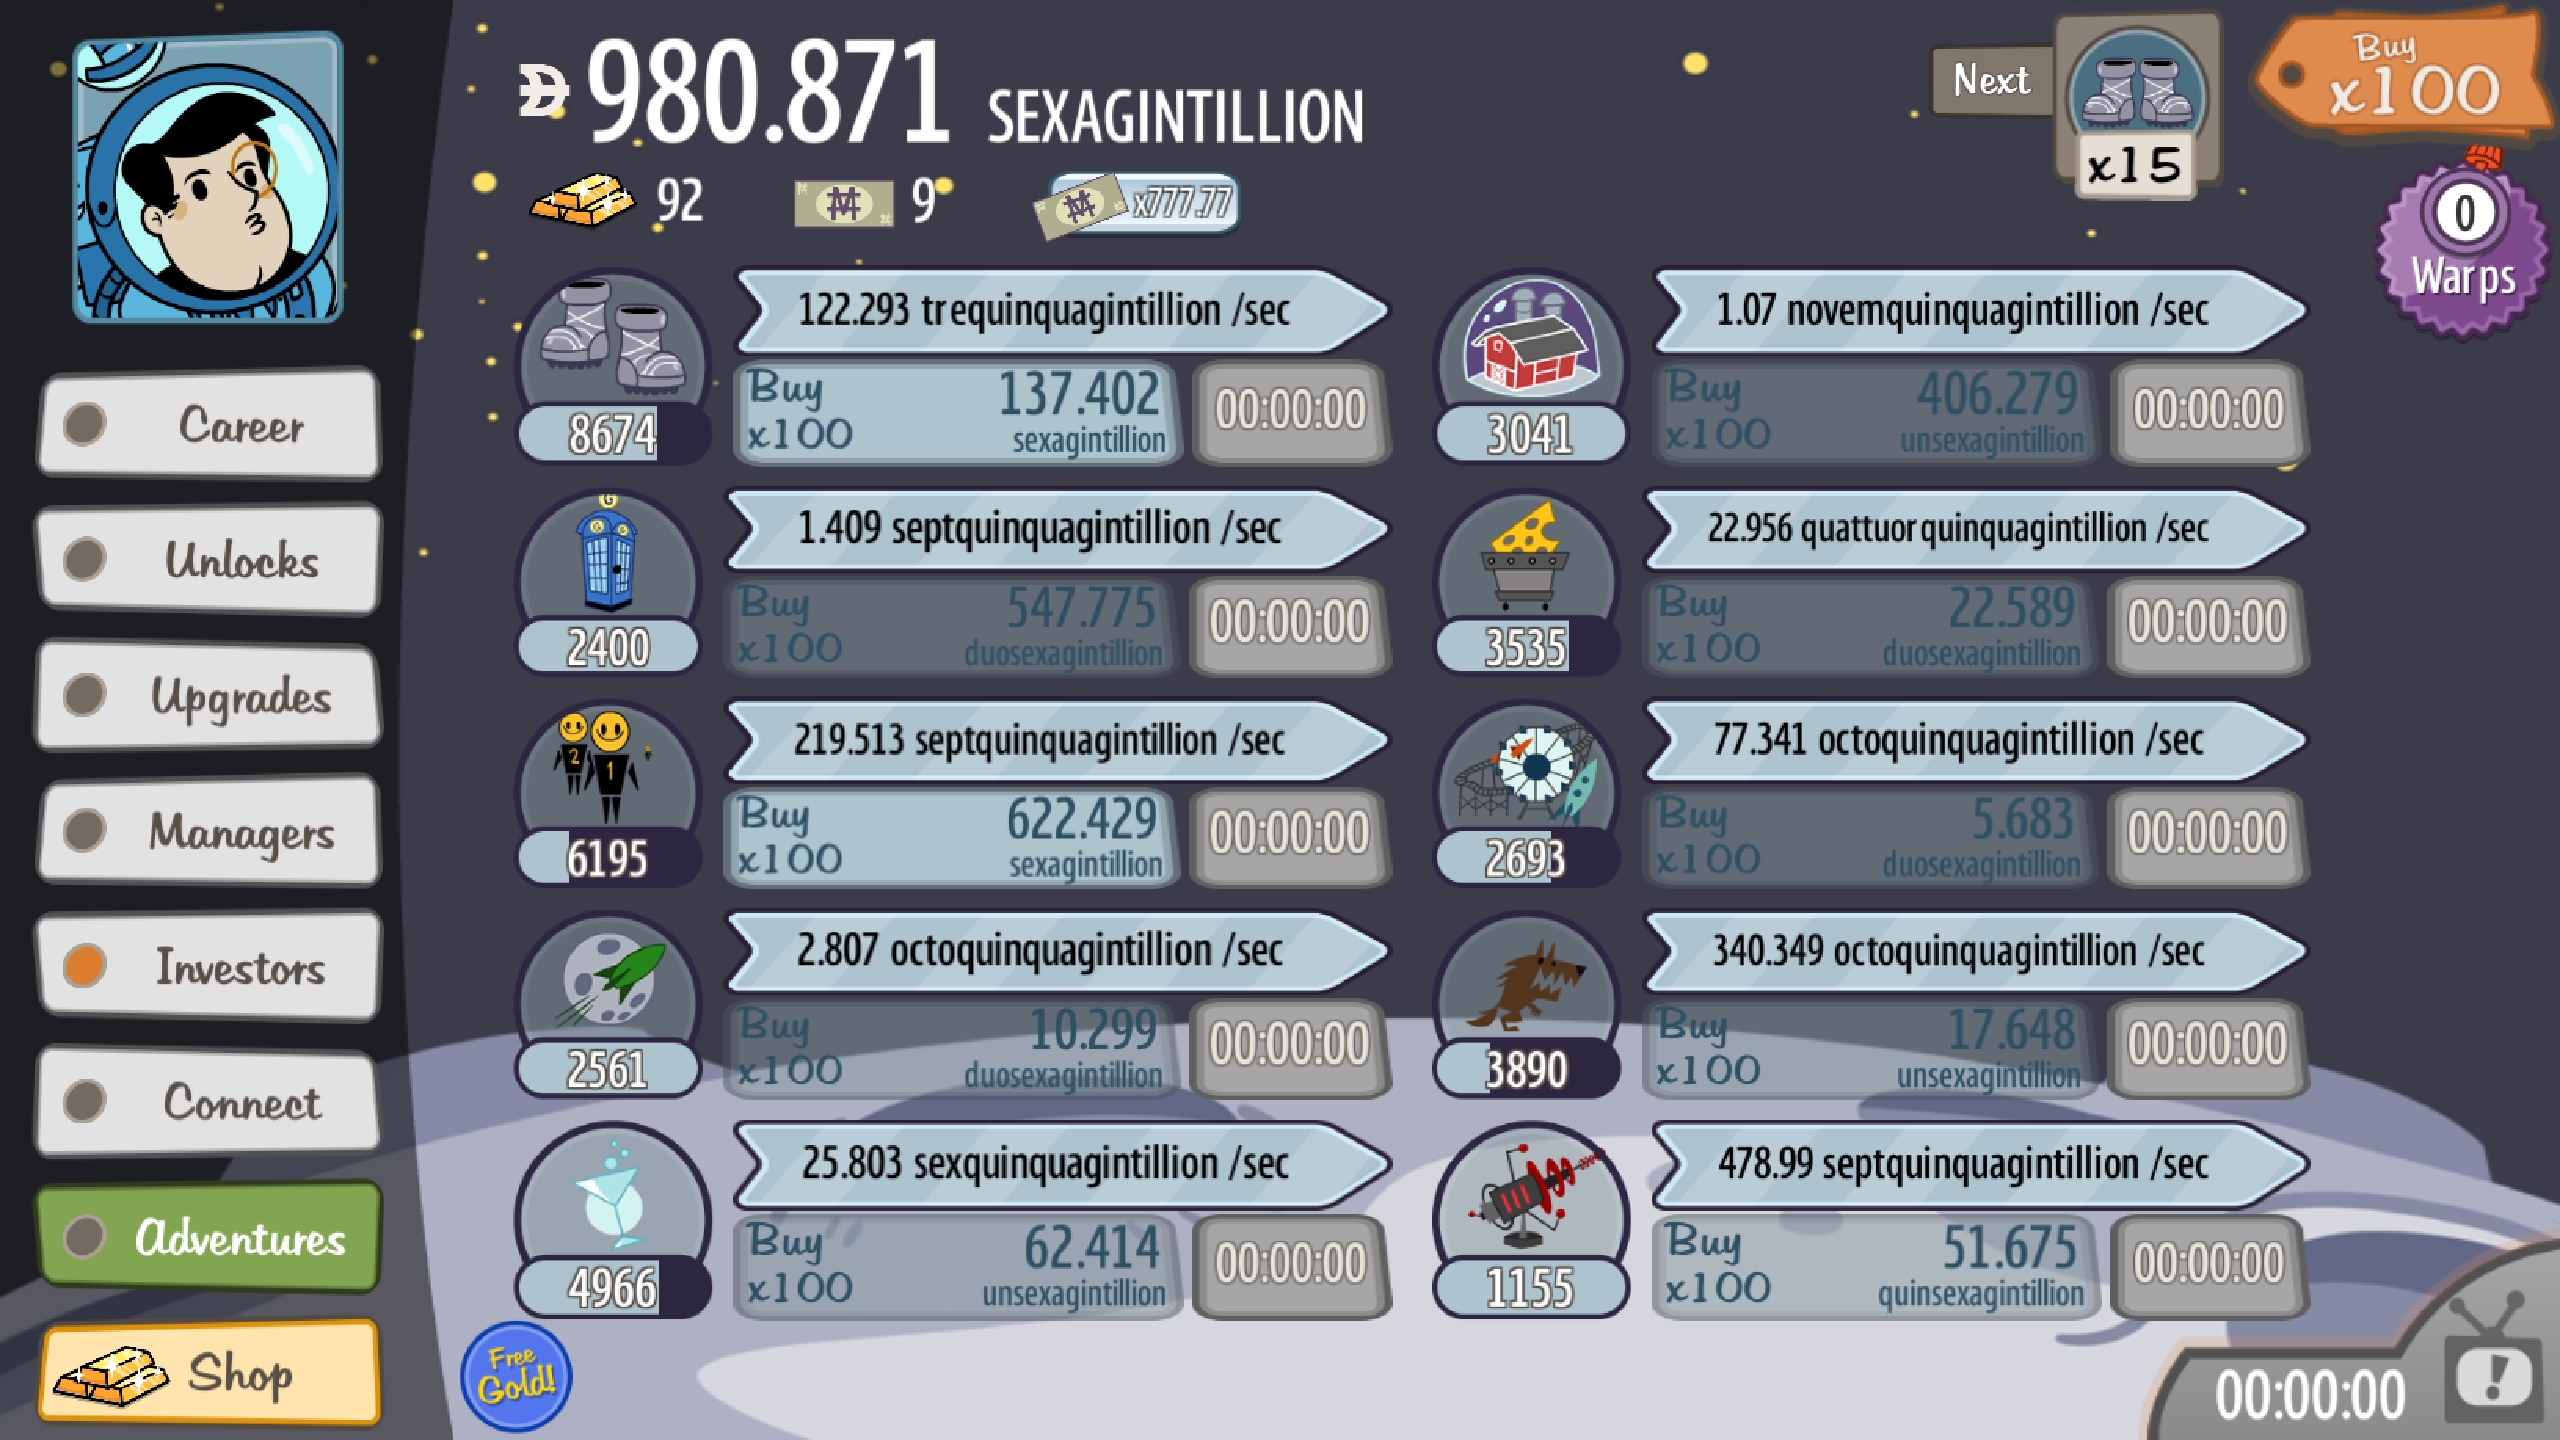 980.871 SEXAGINTILLION
Next
x15
Buy
x100
92
9
x777.77
0
Warps
Career
Unlocks
Upgrades
Managers
Investors
Connect
Adventures
Shop
122.293 trequinquagintillion /sec
8674
Buy
x100
137.402
sexagintillion
00:00:00
1.07 novemquinquagintillion /sec
3041
Buy
x100
406.279
unsexagintillion
00:00:00
G
G G
1.409 septquinquagintillion /sec
2400
Buy
x100
547.775
duosexagintillion
00:00:00
22.956 quattuorquinquagintillion /sec
3535
Buy
x100
22.589
duosexagintillion
00:00:00
2
1
219.513 septquinquagintillion /sec
6195
Buy
x100
622.429
sexagintillion
00:00:00
77.341 octoquinquagintillion /sec
2693
Buy
x100
5.683
duosexagintillion
00:00:00
2.807 octoquinquagintillion /sec
2561
Buy
x100
10.299
duosexagintillion
00:00:00
340.349 octoquinquagintillion /sec
3890
Buy
x100
17.648
unsexagintillion
00:00:00
25.803 sexquinquagintillion /sec
4966
Buy
x100
62.414
unsexagintillion
00:00:00
478.99 septquinquagintillion /sec
1155
Buy
x100
51.675
quinsexagintillion
00:00:00
Free
Gold!
00:00:00
!